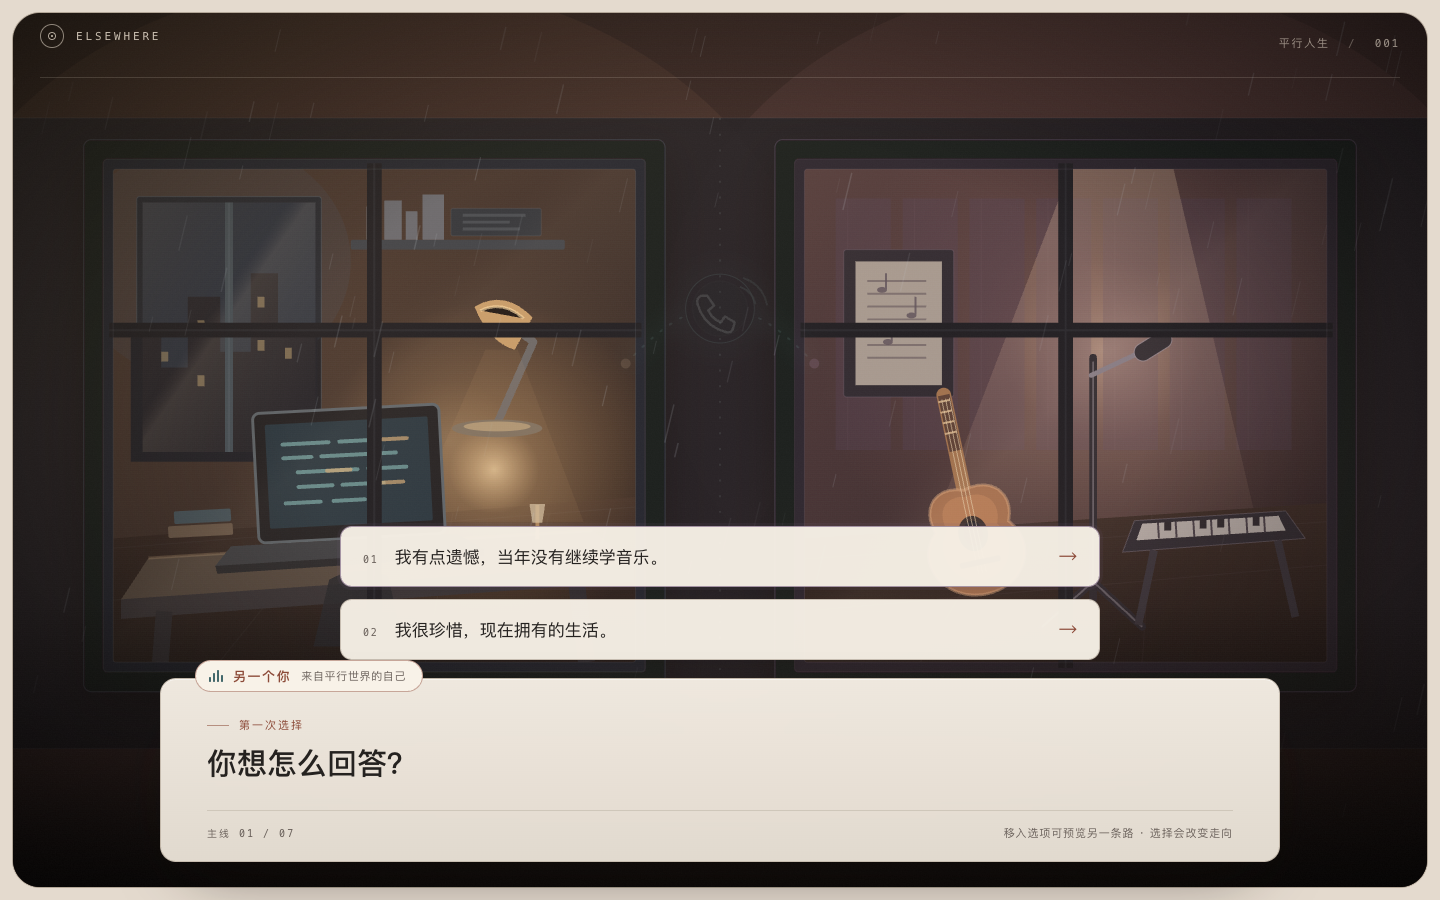 ELSEWHERE
平行人生 / 001
01 我有点遗憾，当年没有继续学音乐。 →
02 我很珍惜，现在拥有的生活。 →
另一个你 来自平行世界的自己
第一次选择
你想怎么回答?
主线 01 / 07
移入选项可预览另一条路 · 选择会改变走向